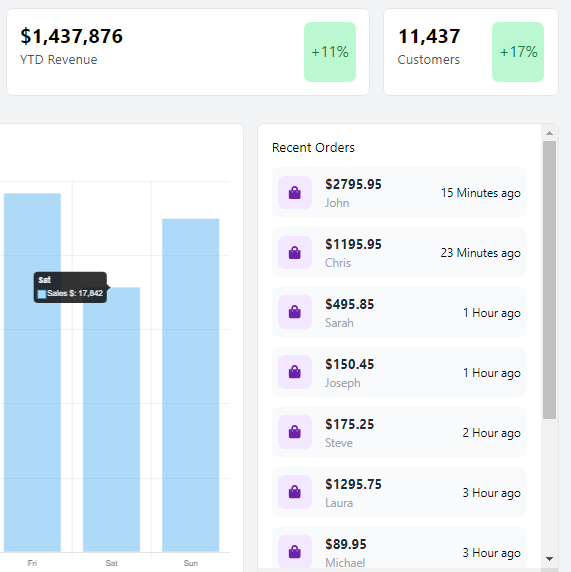 $1,437,876
YTD Revenue
+11%
11,437
Customers
+17%
Sat
Sales $: 17,842
Fri
Sat
Sun
Recent Orders
$2795.95
John
15 Minutes ago
$1195.95
Chris
23 Minutes ago
$495.85
Sarah
1 Hour ago
$150.45
Joseph
1 Hour ago
$175.25
Steve
2 Hour ago
$1295.75
Laura
3 Hour ago
$89.95
Michael
3 Hour ago